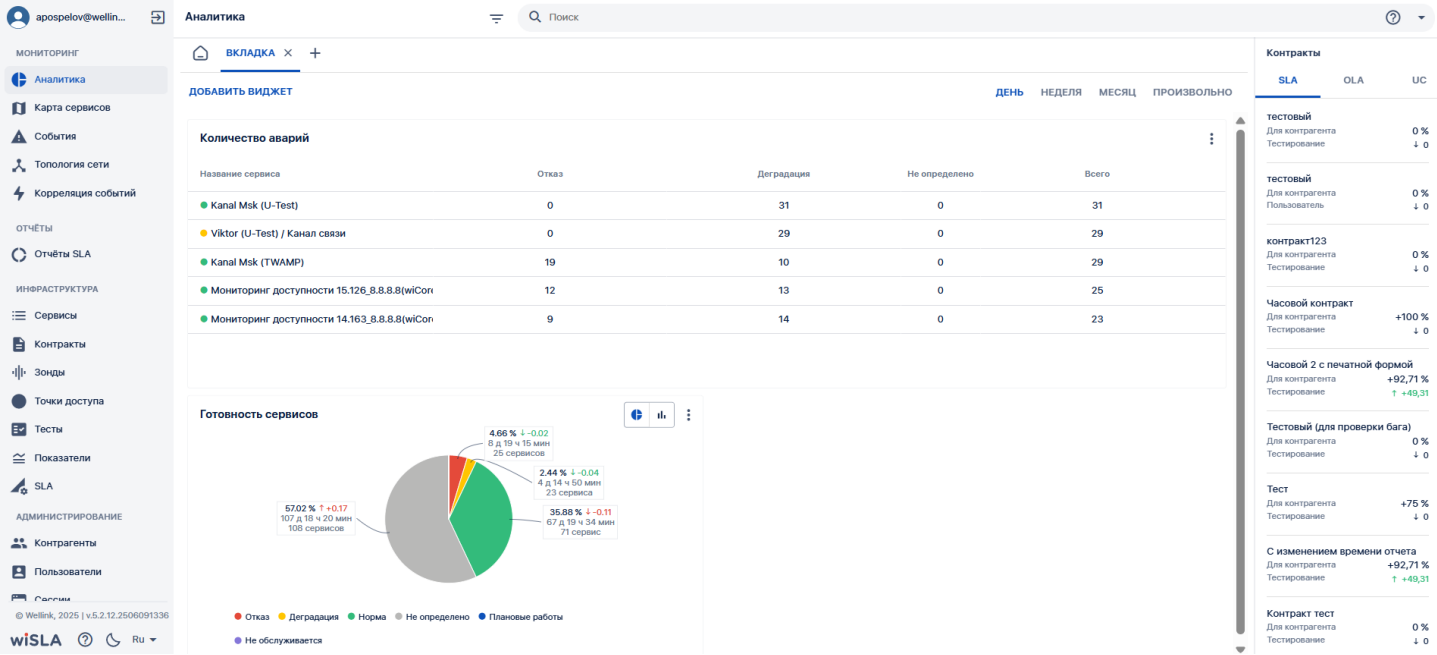 apospelov@wellin...
МОНИТОРИНГ
Аналитика
Карта сервисов
События
Топология сети
Корреляция событий
ОТЧЁТЫ
Отчёты SLA
ИНФРАСТРУКТУРА
Сервисы
Контракты
Зонды
Точки доступа
Тесты
Показатели
SLA
АДМИНИСТРИРОВАНИЕ
Контрагенты
Пользователи
Сессии
© Wellink, 2025 | v.5.2.12.2506091336
wiSLA Ru
Аналитика
Поиск
ВКЛАДКА
ДОБАВИТЬ ВИДЖЕТ
ДЕНЬ НЕДЕЛЯ МЕСЯЦ ПРОИЗВОЛЬНО
Количество аварий
Название сервиса Отказ Деградация Не определено Всего
Kanal Msk (U-Test) 0 31 0 31
Viktor (U-Test) / Канал связи 0 29 0 29
Kanal Msk (TWAMP) 19 10 0 29
Мониторинг доступности 15.126_8.8.8.8(wiCor 12 13 0 25
Мониторинг доступности 14.163_8.8.8.8(wiCor 9 14 0 23
Готовность сервисов
4.66 % ↓ -0.02
8 д 19 ч 15 мин
25 сервисов
2.44 % ↓ -0.04
4 д 14 ч 50 мин
23 сервиса
57.02 % ↑ +0.17
107 д 18 ч 20 мин
108 сервисов
35.88 % ↓ -0.11
67 д 19 ч 34 мин
71 сервис
Отказ Деградация Норма Не определено Плановые работы
Не обслуживается
Контракты
SLA OLA UC
тестовый
Для контрагента 0 %
Тестирование ↓ 0
тестовый
Для контрагента 0 %
Пользователь ↓ 0
контракт123
Для контрагента 0 %
Тестирование ↓ 0
Часовой контракт
Для контрагента +100 %
Тестирование ↓ 0
Часовой 2 с печатной формой
Для контрагента +92,71 %
Тестирование ↑ +49,31
Тестовый (для проверки бага)
Для контрагента 0 %
Тестирование ↓ 0
Тест
Для контрагента +75 %
Тестирование ↓ 0
С изменением времени отчета
Для контрагента +92,71 %
Тестирование ↑ +49,31
Контракт тест
Для контрагента 0 %
Тестирование ↓ 0